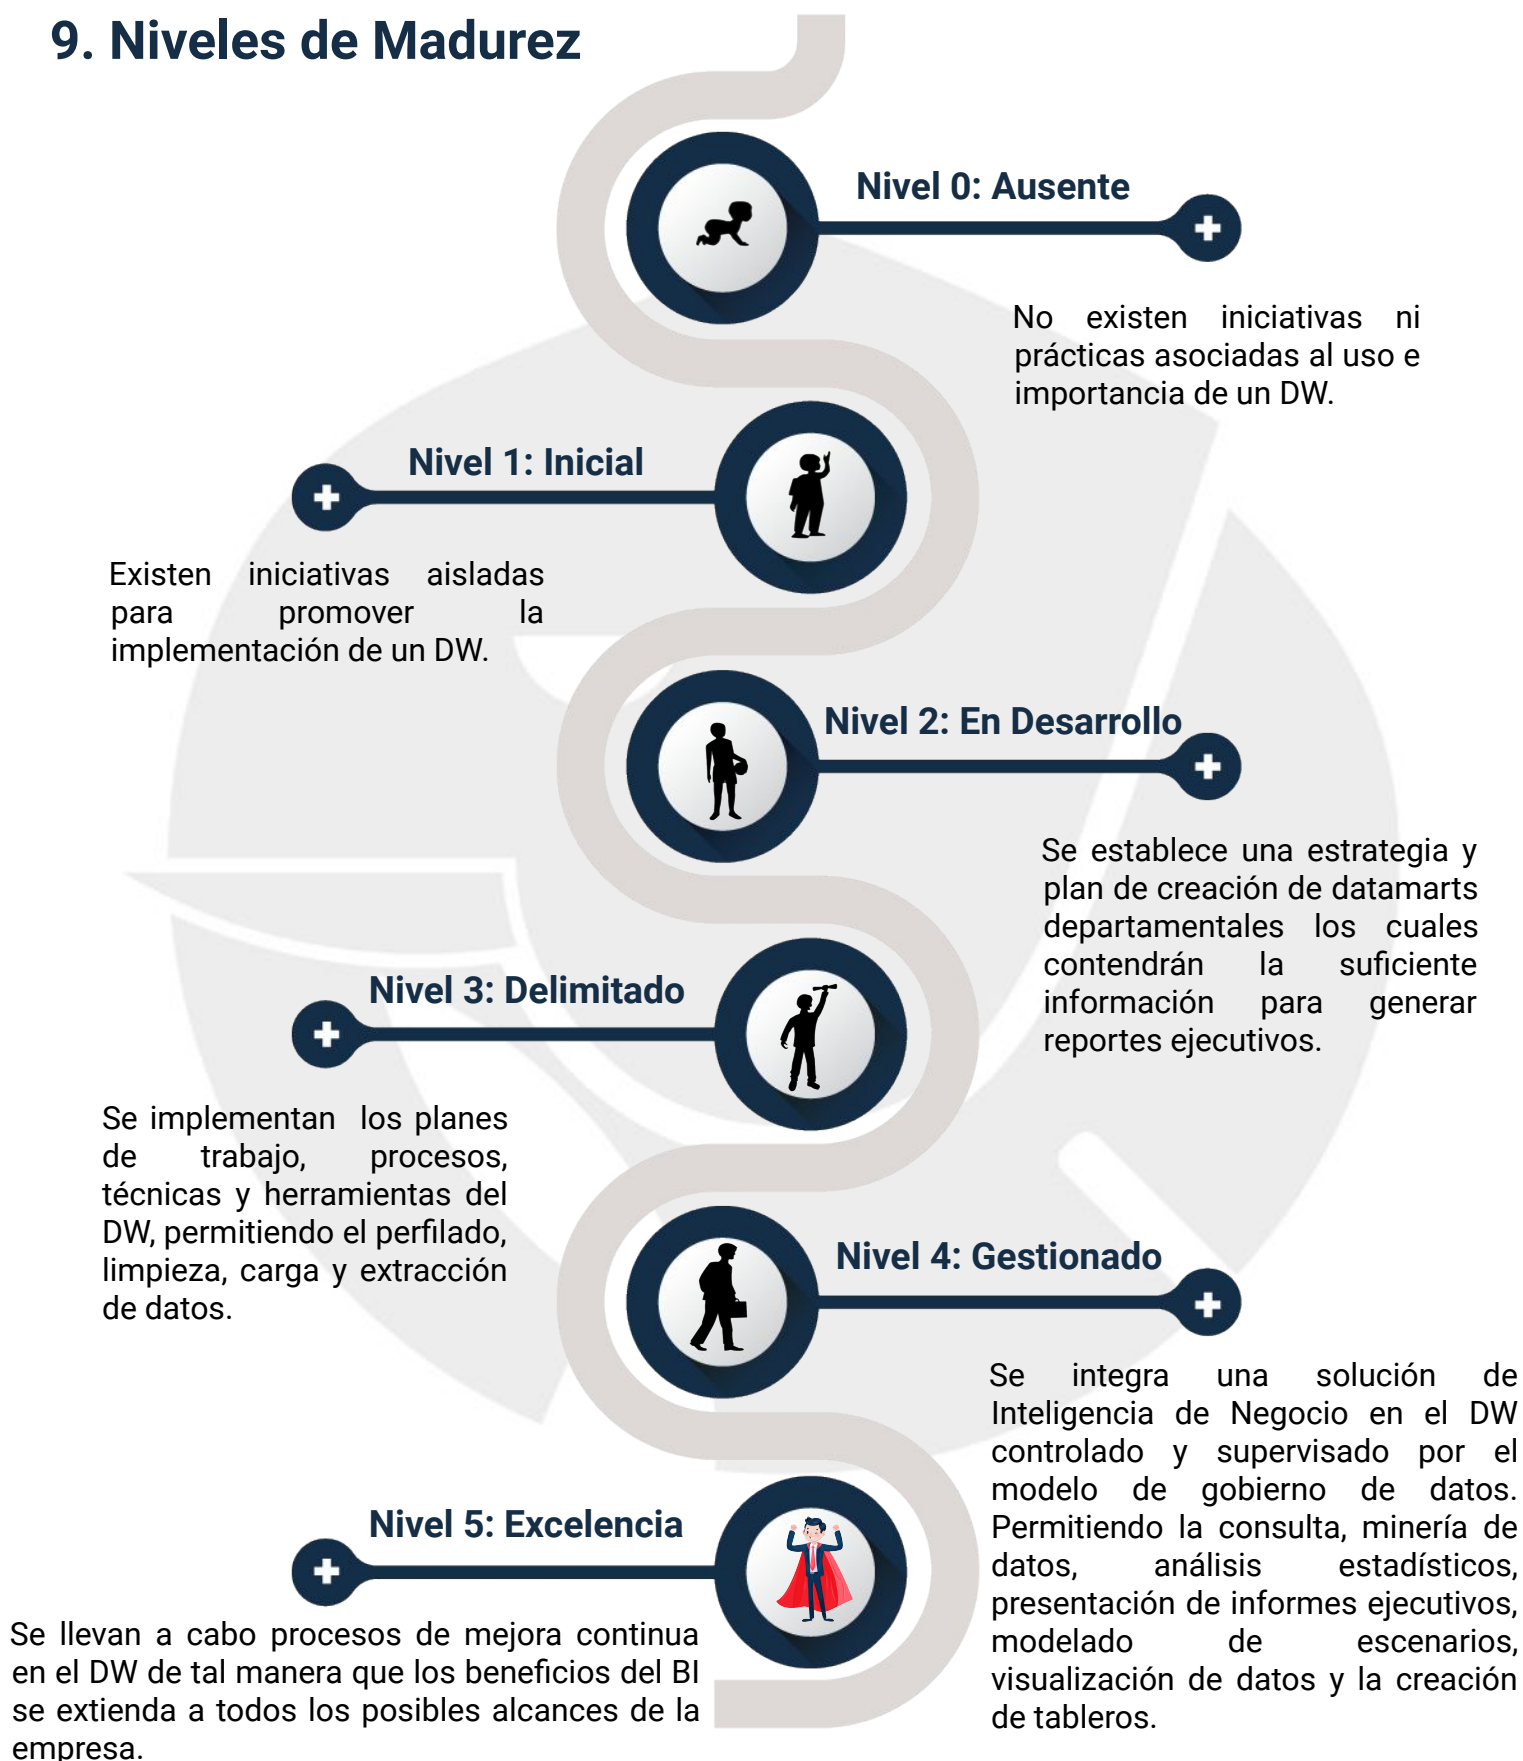 9. Niveles de Madurez
Nivel 0: Ausente
No existen iniciativas ni
prácticas asociadas al uso e
importancia de un DW.
Nivel 1: Inicial
Existen iniciativas aisladas
para promover la
implementación de un DW.
Nivel 2: En Desarrollo
Se establece una estrategia y
plan de creación de datamarts
departamentales los cuales
contendrán la suficiente
información para generar
reportes ejecutivos.
Nivel 3: Delimitado
Se implementan los planes
de trabajo, procesos,
técnicas y herramientas del
DW, permitiendo el perfilado,
limpieza, carga y extracción
de datos.
Nivel 4: Gestionado
Se integra una solución de
Inteligencia de Negocio en el DW
controlado y supervisado por el
modelo de gobierno de datos.
Permitiendo la consulta, minería de
datos, análisis estadísticos,
presentación de informes ejecutivos,
modelado de escenarios,
visualización de datos y la creación
de tableros.
Nivel 5: Excelencia
Se llevan a cabo procesos de mejora continua
en el DW de tal manera que los beneficios del BI
se extienda a todos los posibles alcances de la
empresa.